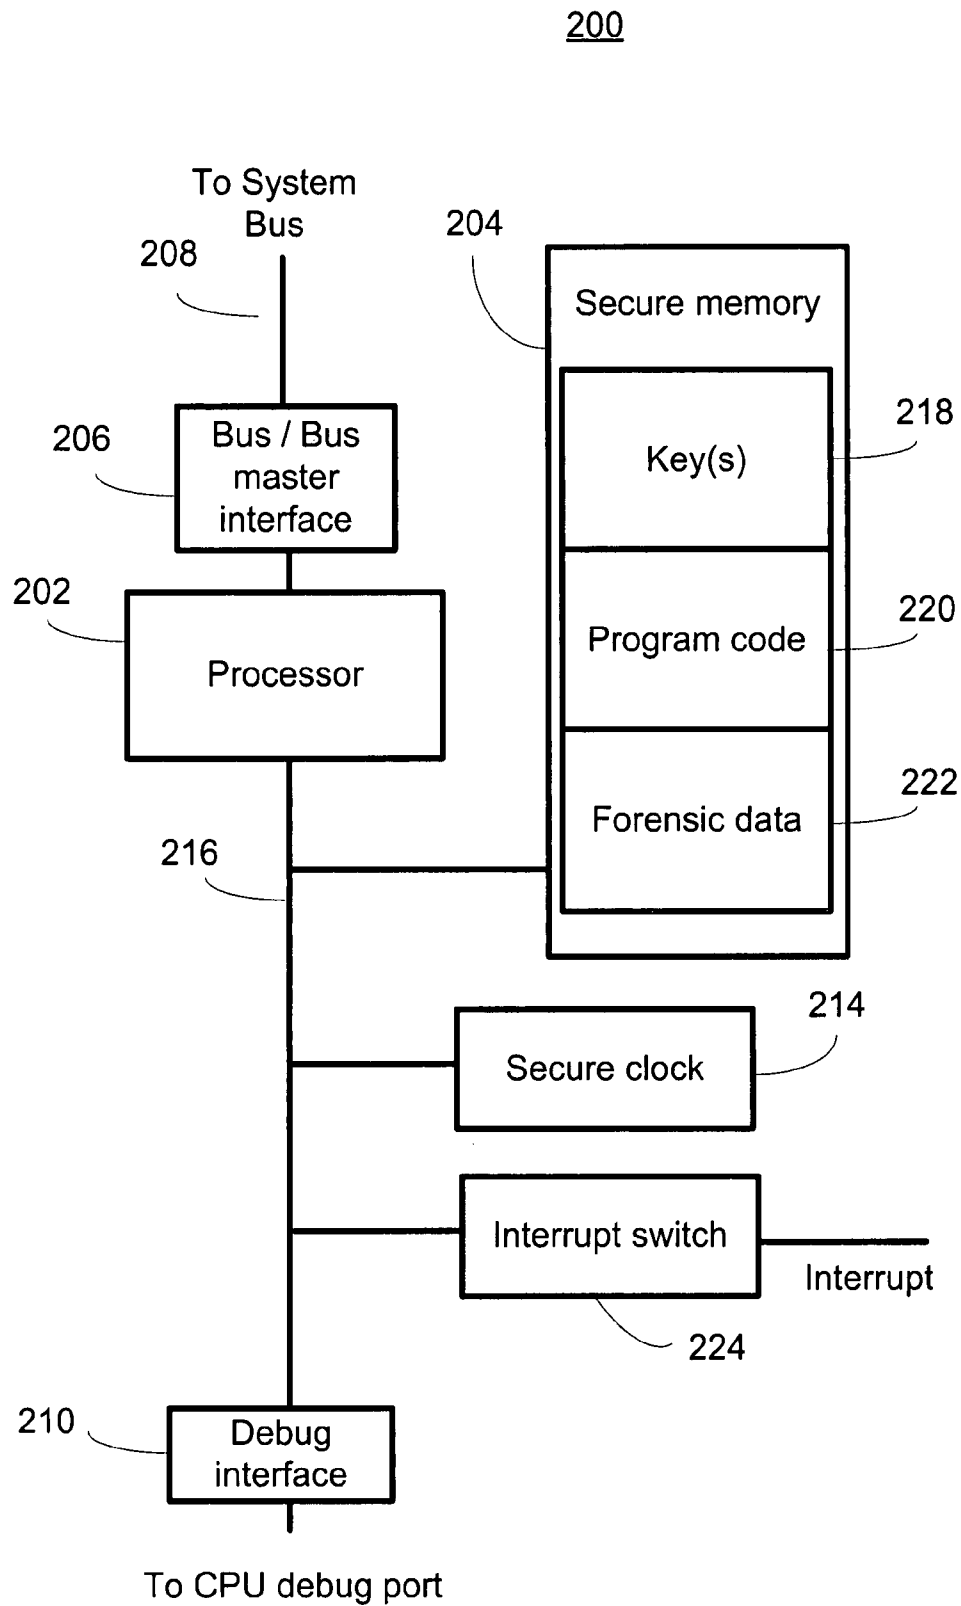 200
To System
Bus
208
204
Secure memory
206
Bus / Bus
master
interface
218
Key(s)
202
Processor
220
Program code
222
Forensic data
216
214
Secure clock
Interrupt switch
Interrupt
224
210
Debug
interface
To CPU debug port